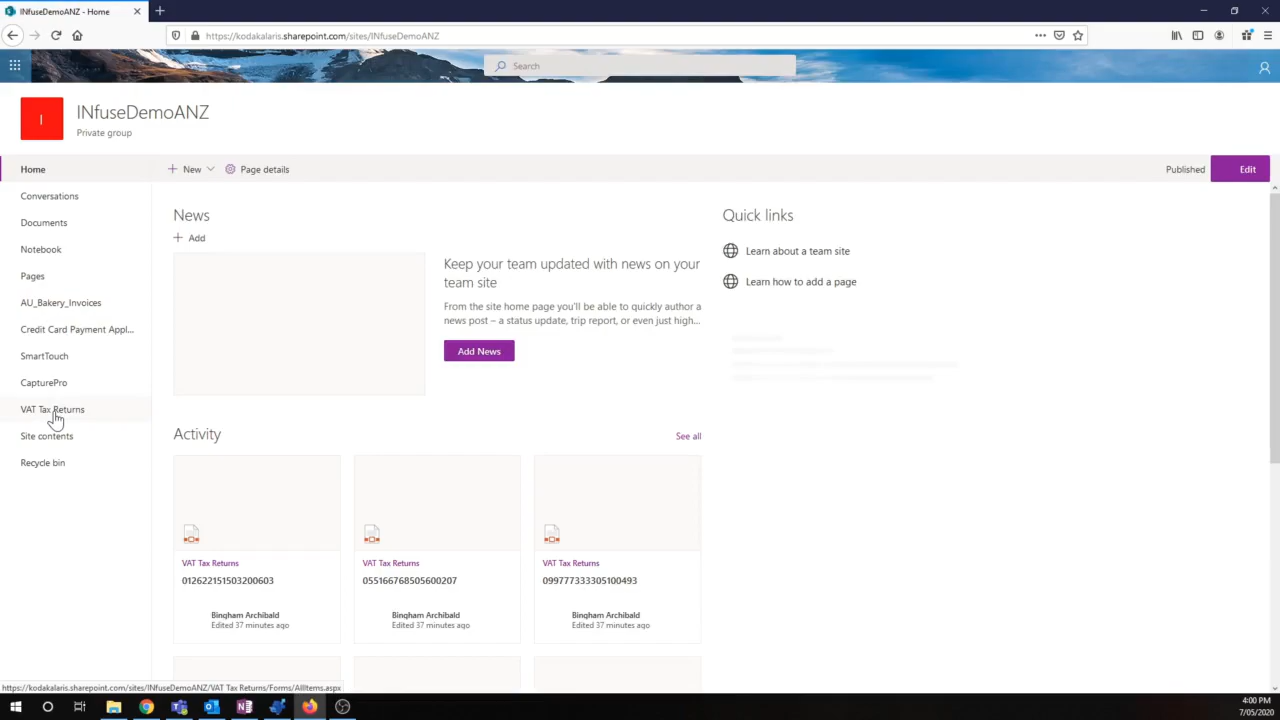 INfuseDemoANZ - Home
https://kodakalaris.sharepoint.com/sites/INfuseDemoANZ
Search
I
INfuseDemoANZ
Private group
Home
New
Page details
Published
Edit
Conversations
Documents
Notebook
Pages
AU_Bakery_Invoices
Credit Card Payment Appl...
SmartTouch
CapturePro
VAT Tax Returns
Site contents
Recycle bin
News
Add
Keep your team updated with news on your
team site
From the site home page you'll be able to quickly author a
news post – a status update, trip report, or even just high...
Add News
Quick links
Learn about a team site
Learn how to add a page
Activity
See all
VAT Tax Returns
012622151503200603
Bingham Archibald
Edited 37 minutes ago
VAT Tax Returns
055166768505600207
Bingham Archibald
Edited 37 minutes ago
VAT Tax Returns
099777333305100493
Bingham Archibald
Edited 37 minutes ago
https://kodakalaris.sharepoint.com/sites/INfuseDemoANZ/VAT Tax Returns/Forms/AllItems.aspx
4:00 PM
7/05/2020